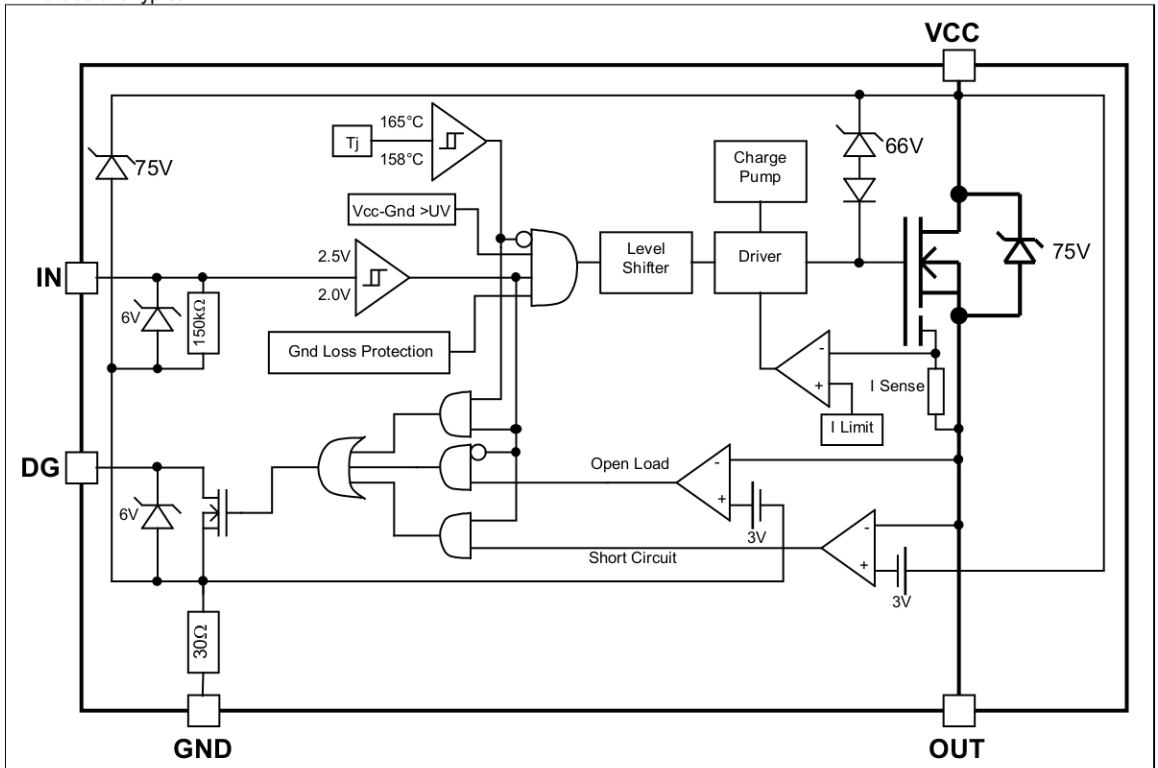 VCC
165°C
Tj
158°C
75V
66V
Charge
Pump
Vcc-Gnd >UV
2.5V
Level
Shifter
Driver
75V
IN
2.0V
6V
150kΩ
Gnd Loss Protection
-
+
I Sense
I Limit
DG
Open Load
-
+
3V
6V
-
+
Short Circuit
3V
30Ω
GND
OUT